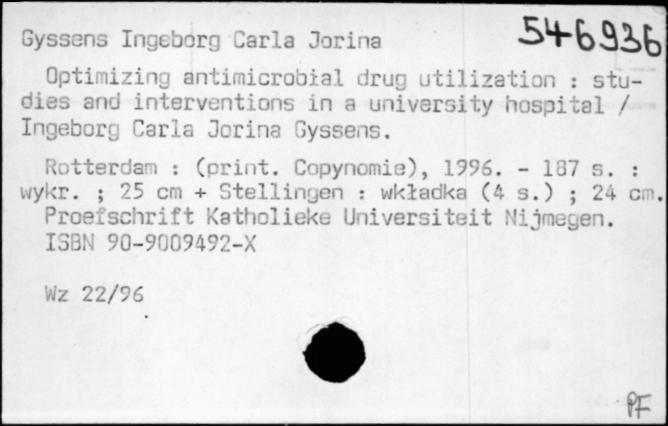 546936
Gyssens Ingeborg Carla Jorina
Optimizing antimicrobial drug utilization : stu-
dies and interventions in a university hospital /
Ingeborg Carla Jorina Gyssens.
Rotterdam : (print. Copynomie), 1996. - 187 s. :
wykr. ; 25 cm + Stellingen : wkładka (4 s.) ; 24 cm.
Proefschrift Katholieke Universiteit Nijmegen.
ISBN 90-9009492-X
Wz 22/96
PF